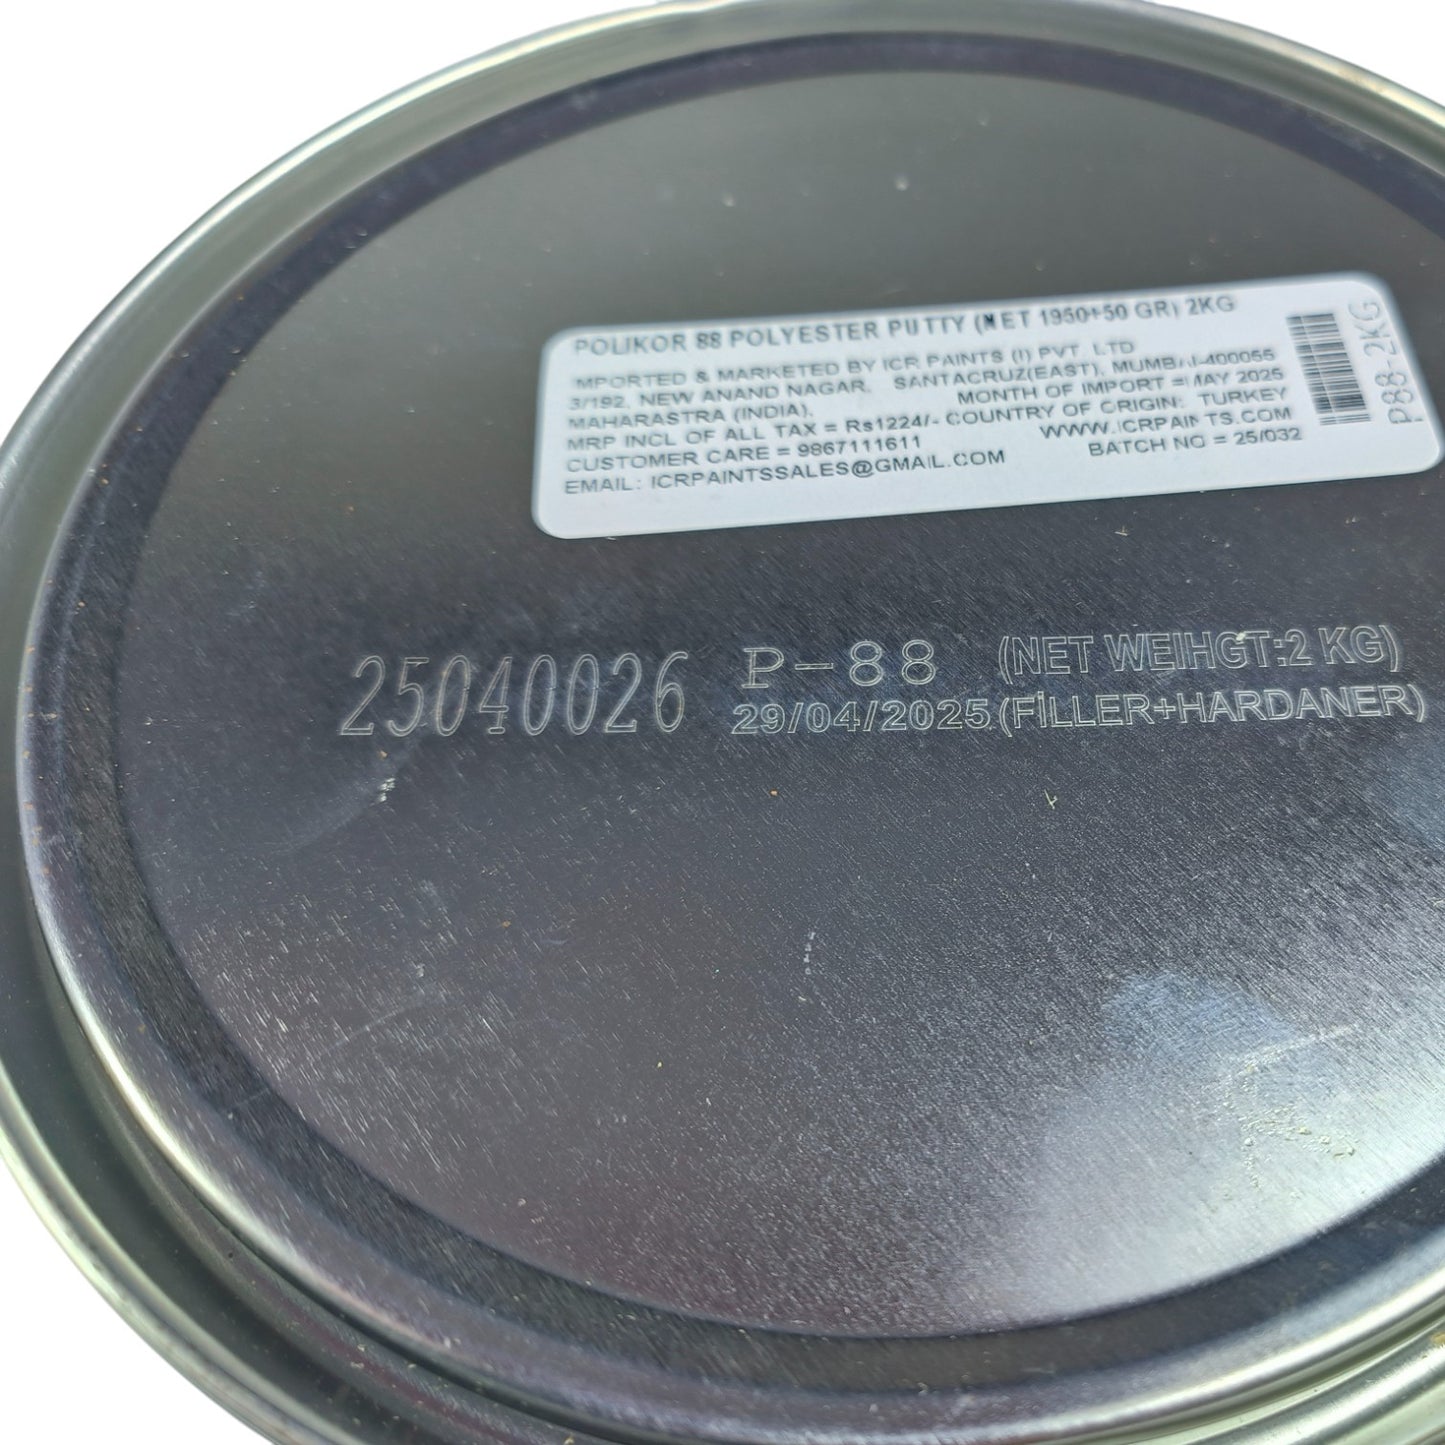 POLIKOR 88 POLYESTER PUTTY (NET 1950+50 GR) 2KG
IMPORTED & MARKETED BY ICR PAINTS (I) PVT. LTD
3/192, NEW ANAND NAGAR, SANTACRUZ(EAST), MUMBAI-400055
MAHARASTRA (INDIA), MONTH OF IMPORT =MAY 2025
MRP INCL OF ALL TAX = Rs1224/- COUNTRY OF ORIGIN: TURKEY
CUSTOMER CARE = 9867111611 WWW.ICRPAINTS.COM
EMAIL: ICRPAINTSSALES@GMAIL.COM BATCH NO = 25/032
P88-2KG
25040026 P-88 (NET WEIHGT:2 KG)
29/04/2025 (FILLER+HARDANER)